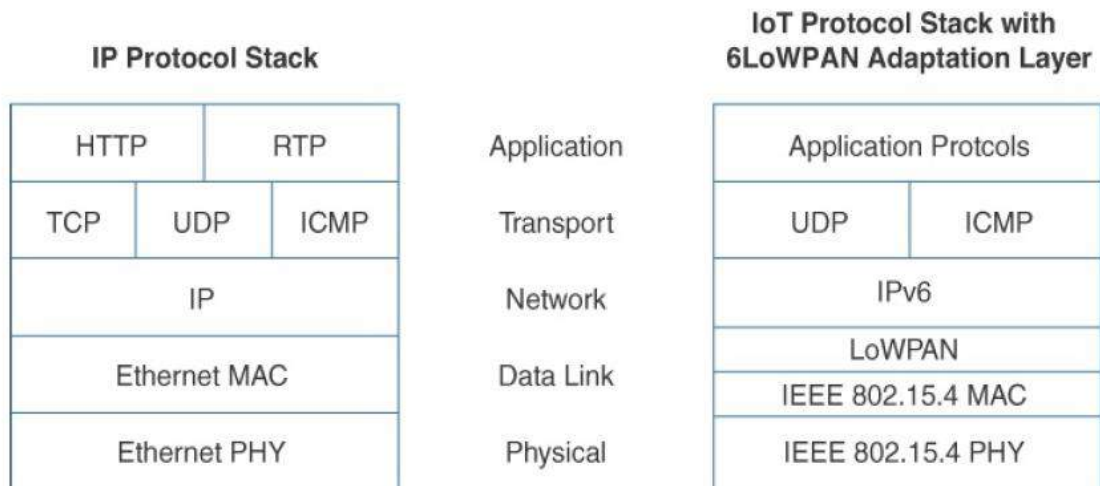 IP Protocol Stack
IoT Protocol Stack with
6LoWPAN Adaptation Layer
HTTP RTP Application Application Protcols
TCP UDP ICMP Transport UDP ICMP
IP Network IPv6
Ethernet MAC Data Link LoWPAN
IEEE 802.15.4 MAC
Ethernet PHY Physical IEEE 802.15.4 PHY